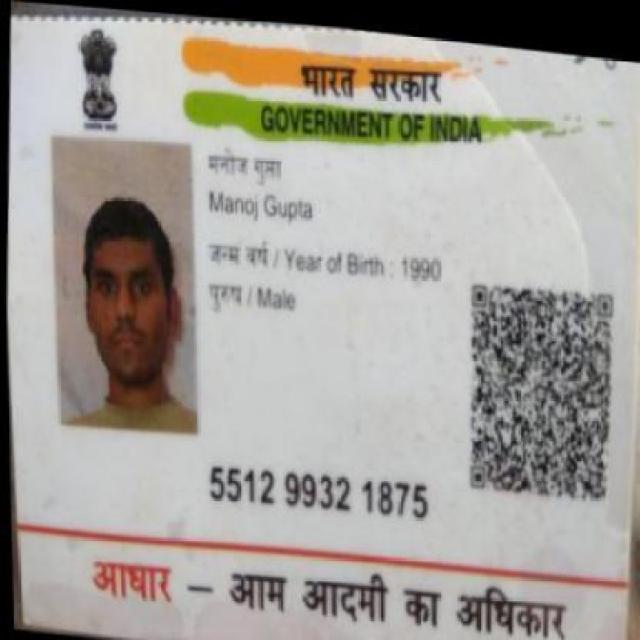 भारत सरकार
GOVERNMENT OF INDIA
मनोज गुप्ता
Manoj Gupta
जन्म वर्ष / Year of Birth : 1990
पुरुष / Male
5512 9932 1875
आधार – आम आदमी का अधिकार